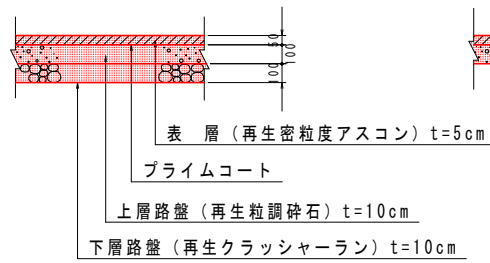 50
100
100
表　層（再生密粒度アスコン）t=5cm
プライムコート
上層路盤（再生粒調砕石）t=10cm
下層路盤（再生クラッシャーラン）t=10cm